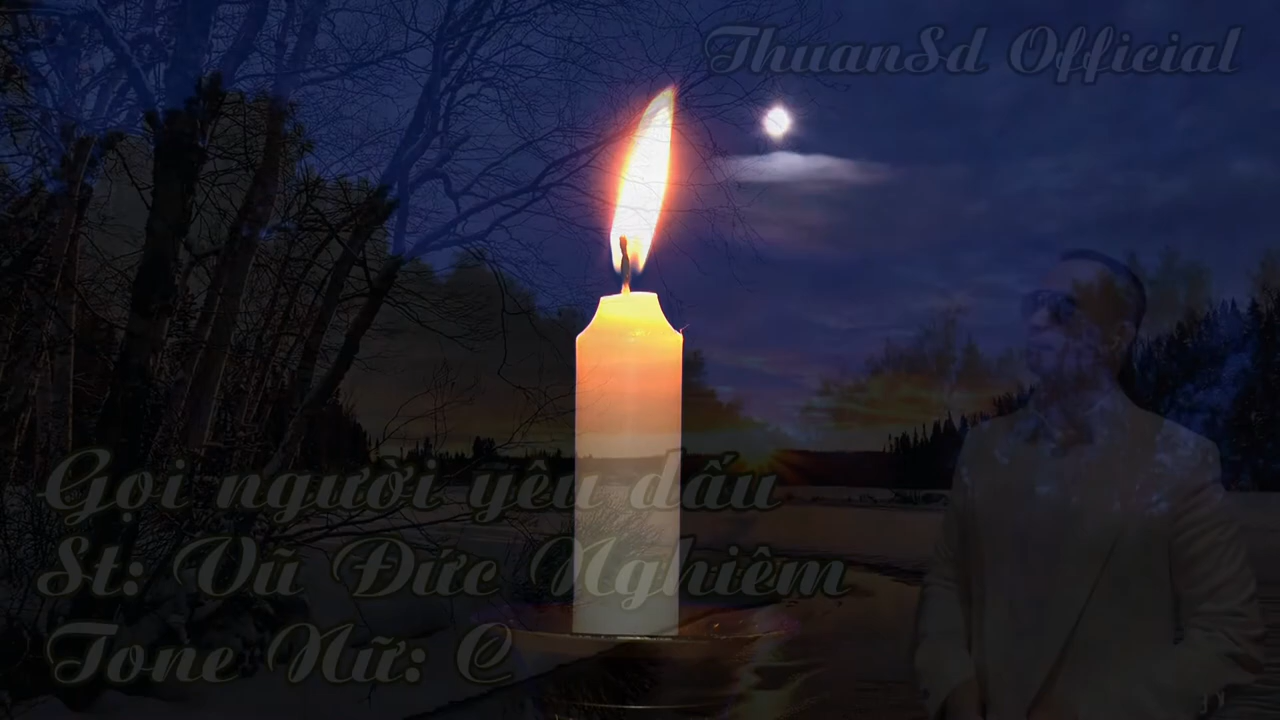 ThuanSd Official
Gọi người yêu dấu
St: Vũ Đức Nghiêm
Tone Nữ: C